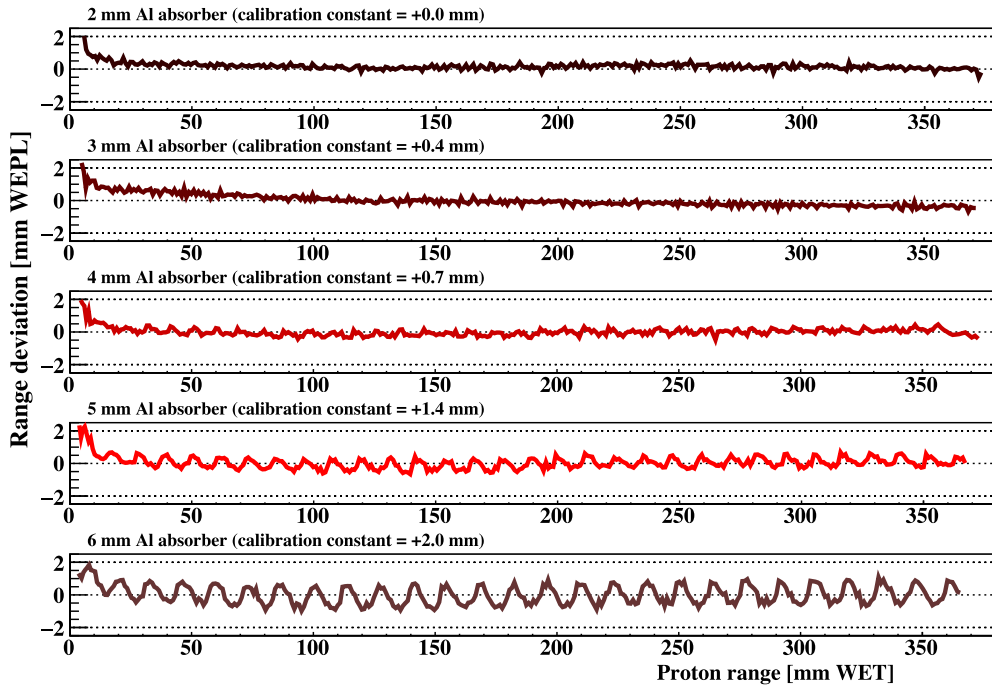 2 mm Al absorber (calibration constant = +0.0 mm)
2
0
−2
0 50 100 150 200 250 300 350
3 mm Al absorber (calibration constant = +0.4 mm)
2
0
−2
0 50 100 150 200 250 300 350
4 mm Al absorber (calibration constant = +0.7 mm)
2
0
−2
0 50 100 150 200 250 300 350
5 mm Al absorber (calibration constant = +1.4 mm)
2
0
−2
0 50 100 150 200 250 300 350
6 mm Al absorber (calibration constant = +2.0 mm)
2
0
−2
0 50 100 150 200 250 300 350
Range deviation [mm WEPL]
Proton range [mm WET]